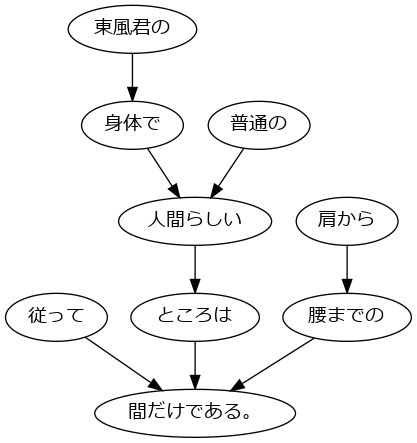 東風君の
身体で
普通の
人間らしい
肩から
従って
ところは
腰までの
間だけである。